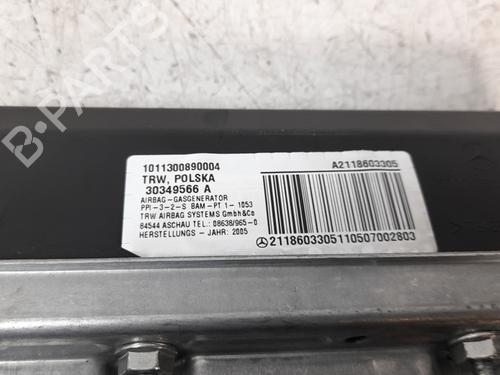 1011300890004
TRW, POLSKA
30349566 A
AIRBAG-GASGENERATOR
PPI-3-2-S BAM-PT 1-1053
TRW AIRBAG SYSTEMS GmbH&Co
84544 ASCHAU TEL.: 08638/965-0
HERSTELLUNGS - JAHR: 2005
A2118603305
2118603305110507002803
B-PARTS